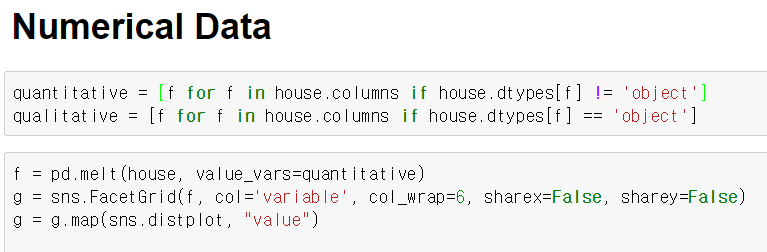 Numerical Data
quantitative = [f for f in house.columns if house.dtypes[f] != 'object']
qualitative = [f for f in house.columns if house.dtypes[f] == 'object']
f = pd.melt(house, value_vars=quantitative)
g = sns.FacetGrid(f, col='variable', col_wrap=6, sharex=False, sharey=False)
g = g.map(sns.distplot, "value")